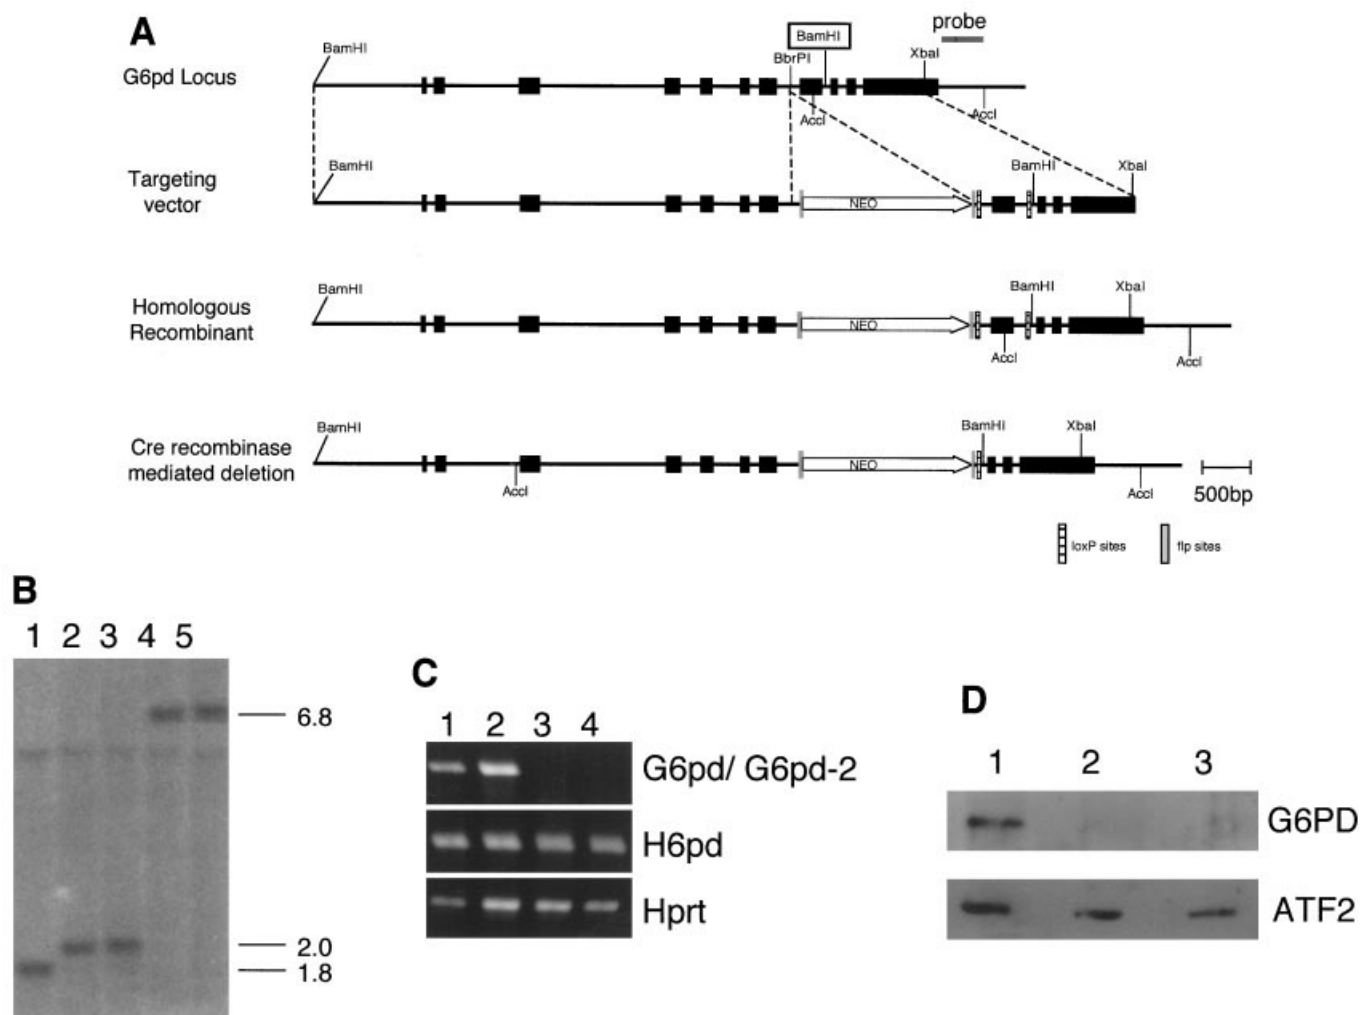 A
probe
BamHI
BamHI
XbaI
G6pd Locus
BbrPI
AccI
AccI
BamHI
BamHI
XbaI
Targeting
vector
NEO
BamHI
BamHI
XbaI
Homologous
Recombinant
NEO
AccI
AccI
BamHI
BamHI
XbaI
Cre recombinase
mediated deletion
NEO
AccI
AccI
500bp
loxP sites
flp sites
B
1 2 3 4 5
6.8
2.0
1.8
C
1 2 3 4
G6pd/ G6pd-2
H6pd
Hprt
D
1 2 3
G6PD
ATF2